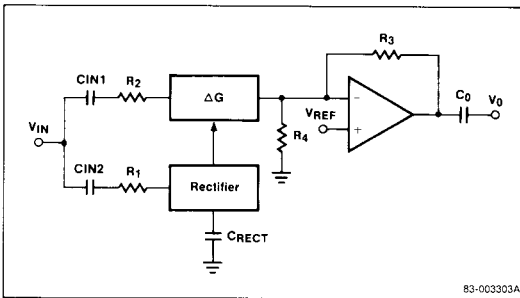 CIN1
R2
ΔG
R3
VIN
VREF
−
+
R4
C0
V0
CIN2
R1
Rectifier
CRECT
83-003303A